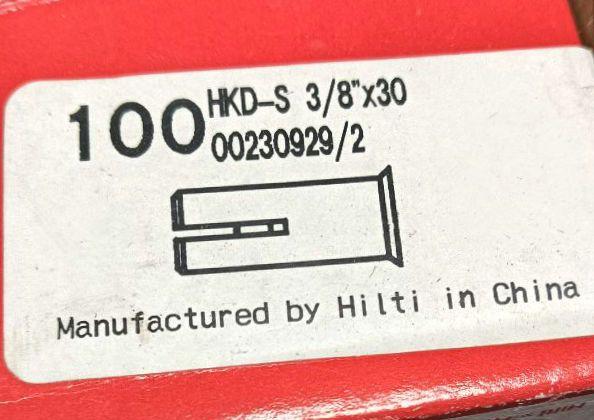 100 HKD-S 3/8"x30
00230929/2
Manufactured by Hilti in China